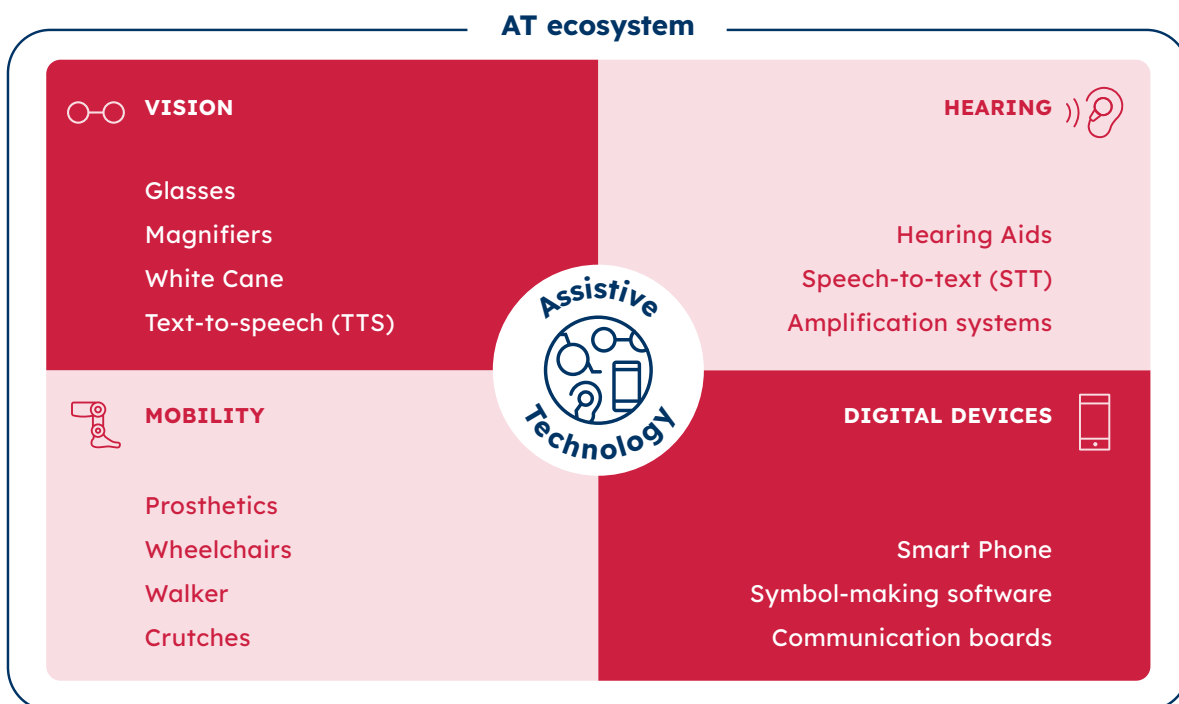 AT ecosystem
VISION
Glasses
Magnifiers
White Cane
Text-to-speech (TTS)
HEARING
Hearing Aids
Speech-to-text (STT)
Amplification systems
Assistive
Technology
MOBILITY
Prosthetics
Wheelchairs
Walker
Crutches
DIGITAL DEVICES
Smart Phone
Symbol-making software
Communication boards